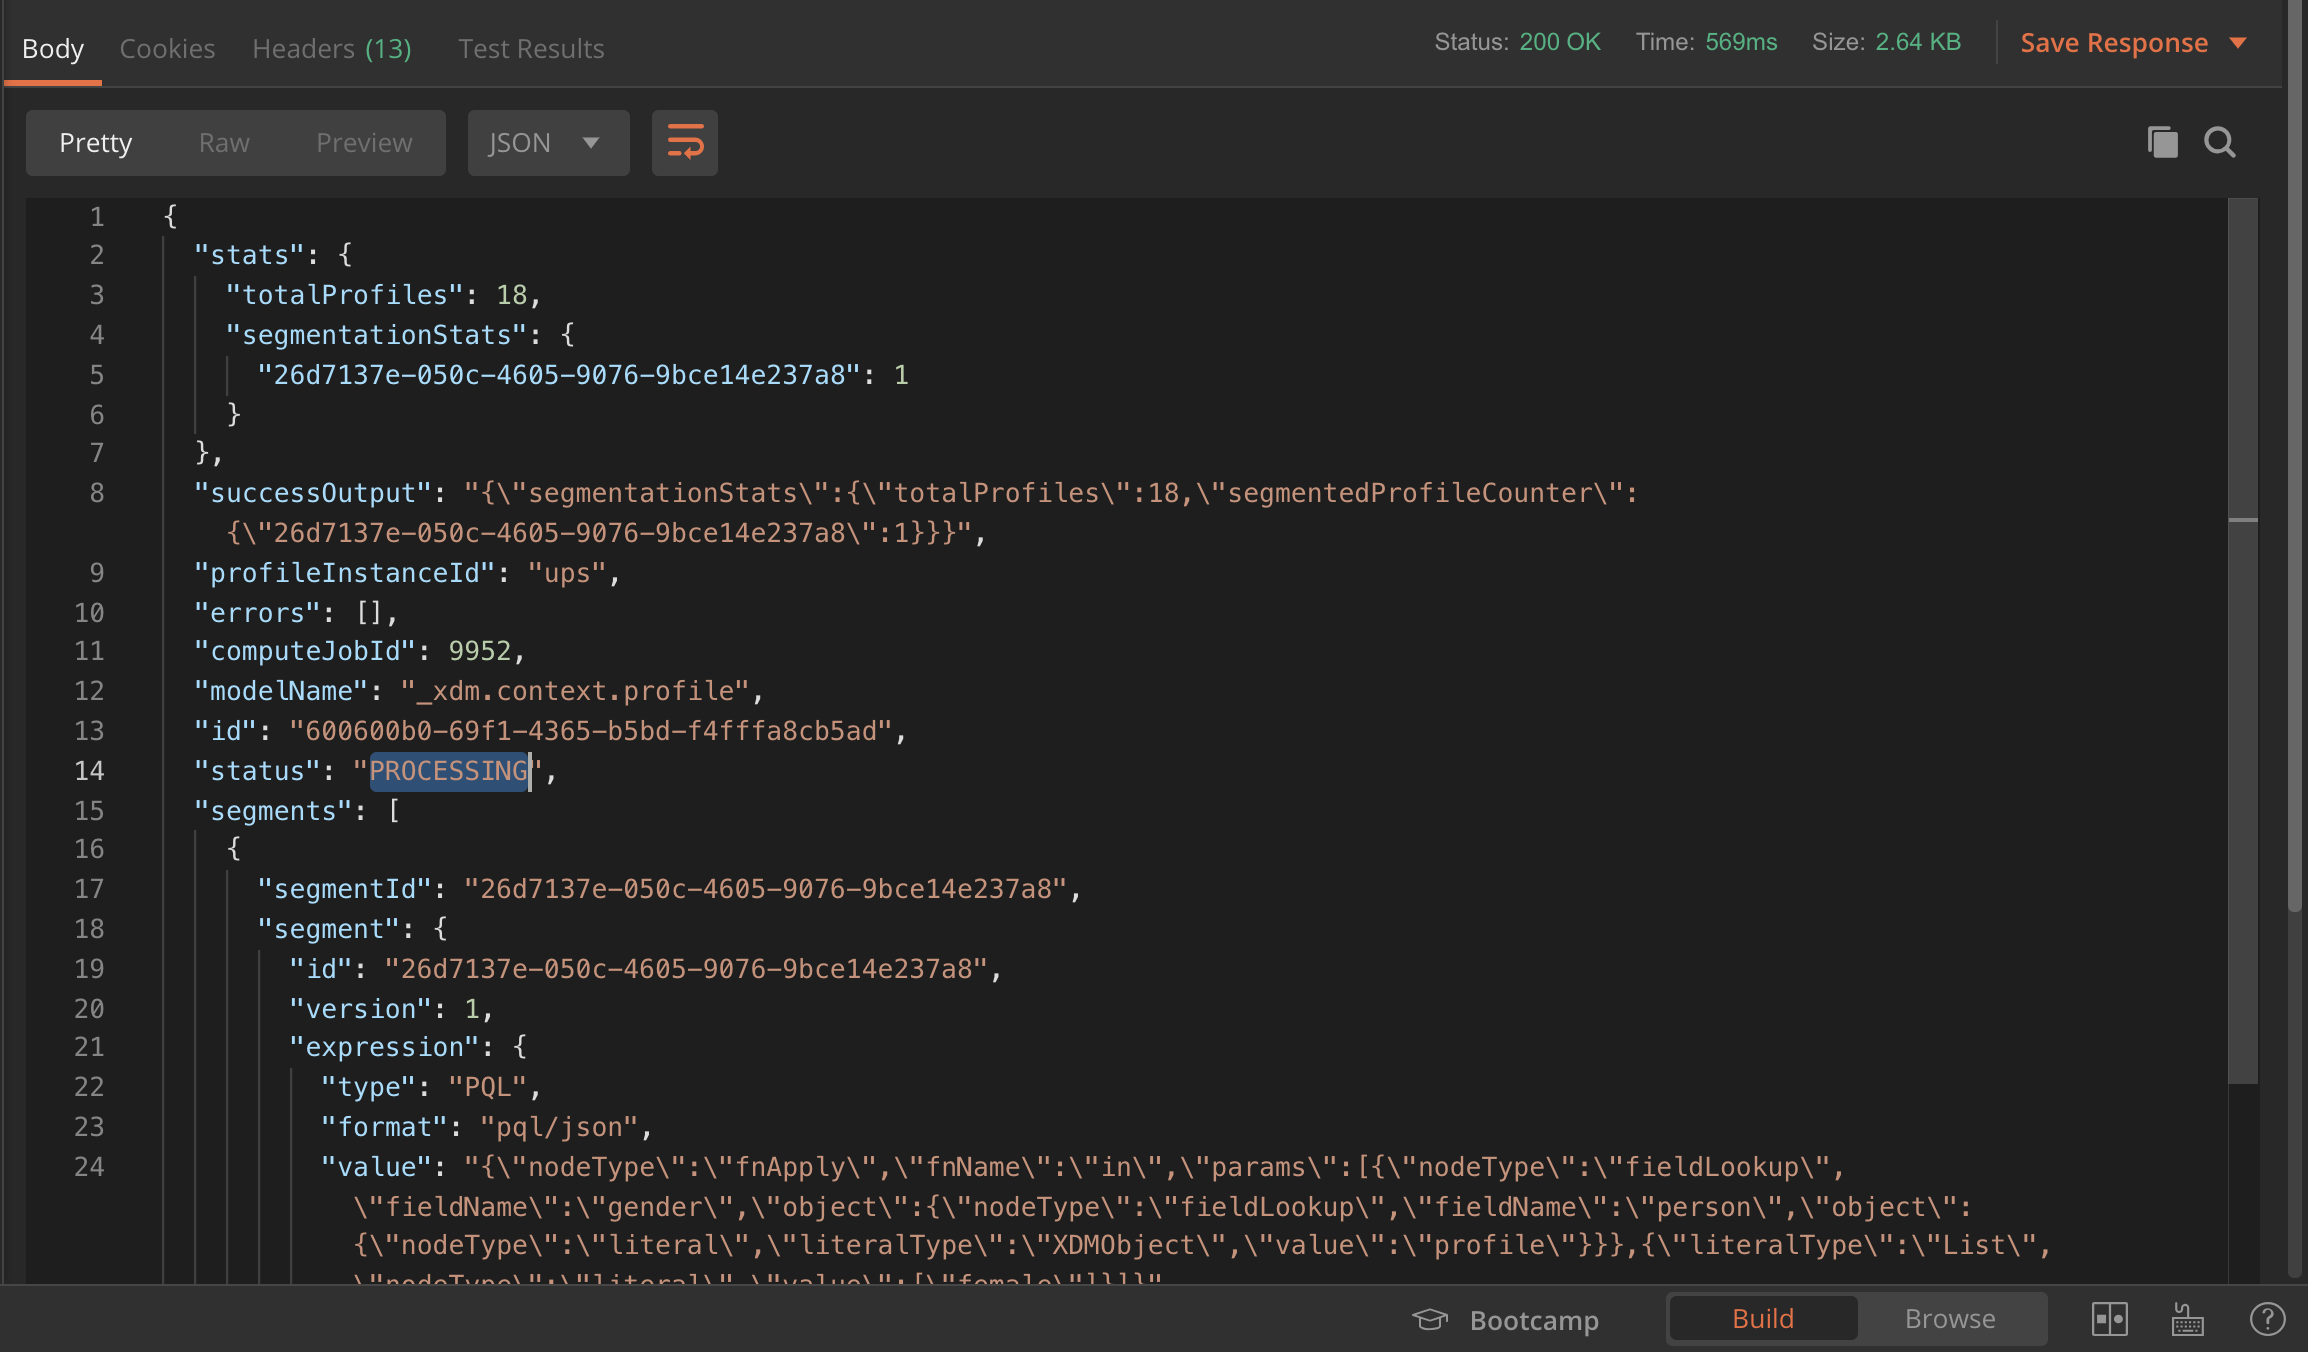 Body Cookies Headers (13) Test Results Status: 200 OK Time: 569ms Size: 2.64 KB Save Response
Pretty Raw Preview JSON
1 {
2 "stats": {
3 "totalProfiles": 18,
4 "segmentationStats": {
5 "26d7137e-050c-4605-9076-9bce14e237a8": 1
6 }
7 },
8 "successOutput": "{\"segmentationStats\":{\"totalProfiles\":18,\"segmentedProfileCounter\":
{\"26d7137e-050c-4605-9076-9bce14e237a8\":1}}}",
9 "profileInstanceId": "ups",
10 "errors": [],
11 "computeJobId": 9952,
12 "modelName": "_xdm.context.profile",
13 "id": "600600b0-69f1-4365-b5bd-f4fffa8cb5ad",
14 "status": "PROCESSING",
15 "segments": [
16 {
17 "segmentId": "26d7137e-050c-4605-9076-9bce14e237a8",
18 "segment": {
19 "id": "26d7137e-050c-4605-9076-9bce14e237a8",
20 "version": 1,
21 "expression": {
22 "type": "PQL",
23 "format": "pql/json",
24 "value": "{\"nodeType\":\"fnApply\",\"fnName\":\"in\",\"params\":[{\"nodeType\":\"fieldLookup\",
\"fieldName\":\"gender\",\"object\":{\"nodeType\":\"fieldLookup\",\"fieldName\":\"person\",\"object\":
{\"nodeType\":\"literal\",\"literalType\":\"XDMObject\",\"value\":\"profile\"}}},{\"literalType\":\"List\",
\"nodeType\":\"literal\",\"value\":[\"female\"]}]}"
Bootcamp Build Browse